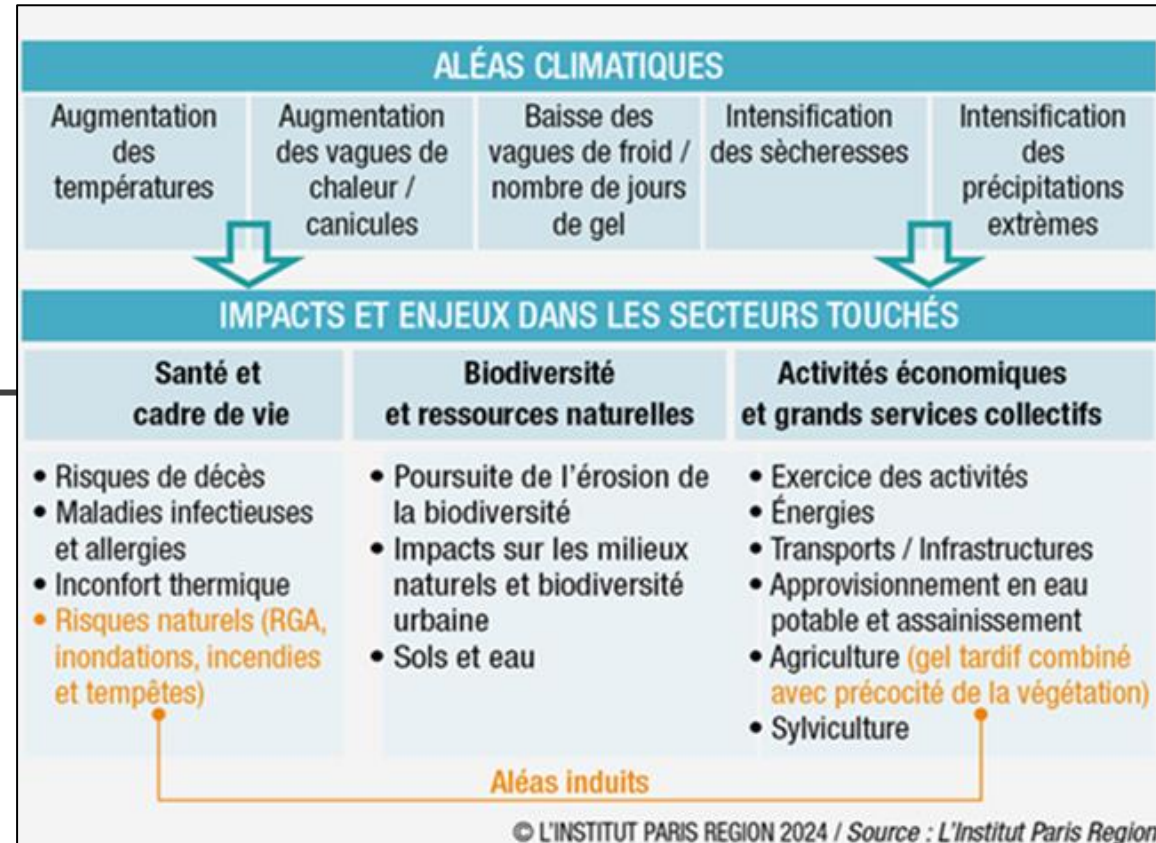 ALÉAS CLIMATIQUES
Augmentation
des
températures
Augmentation
des vagues de
chaleur /
canicules
Baisse des
vagues de froid /
nombre de jours
de gel
Intensification
des sècheresses
Intensification
des
précipitations
extrèmes
IMPACTS ET ENJEUX DANS LES SECTEURS TOUCHÉS
Santé et
cadre de vie
• Risques de décès
• Maladies infectieuses
et allergies
• Inconfort thermique
• Risques naturels (RGA,
inondations, incendies
et tempêtes)
Biodiversité
et ressources naturelles
• Poursuite de l'érosion de
la biodiversité
• Impacts sur les milieux
naturels et biodiversité
urbaine
• Sols et eau
Activités économiques
et grands services collectifs
• Exercice des activités
• Énergies
• Transports / Infrastructures
• Approvisionnement en eau
potable et assainissement
• Agriculture (gel tardif combiné
avec précocité de la végétation)
• Sylviculture
Aléas induits
© L'INSTITUT PARIS REGION 2024 / Source : L'Institut Paris Region